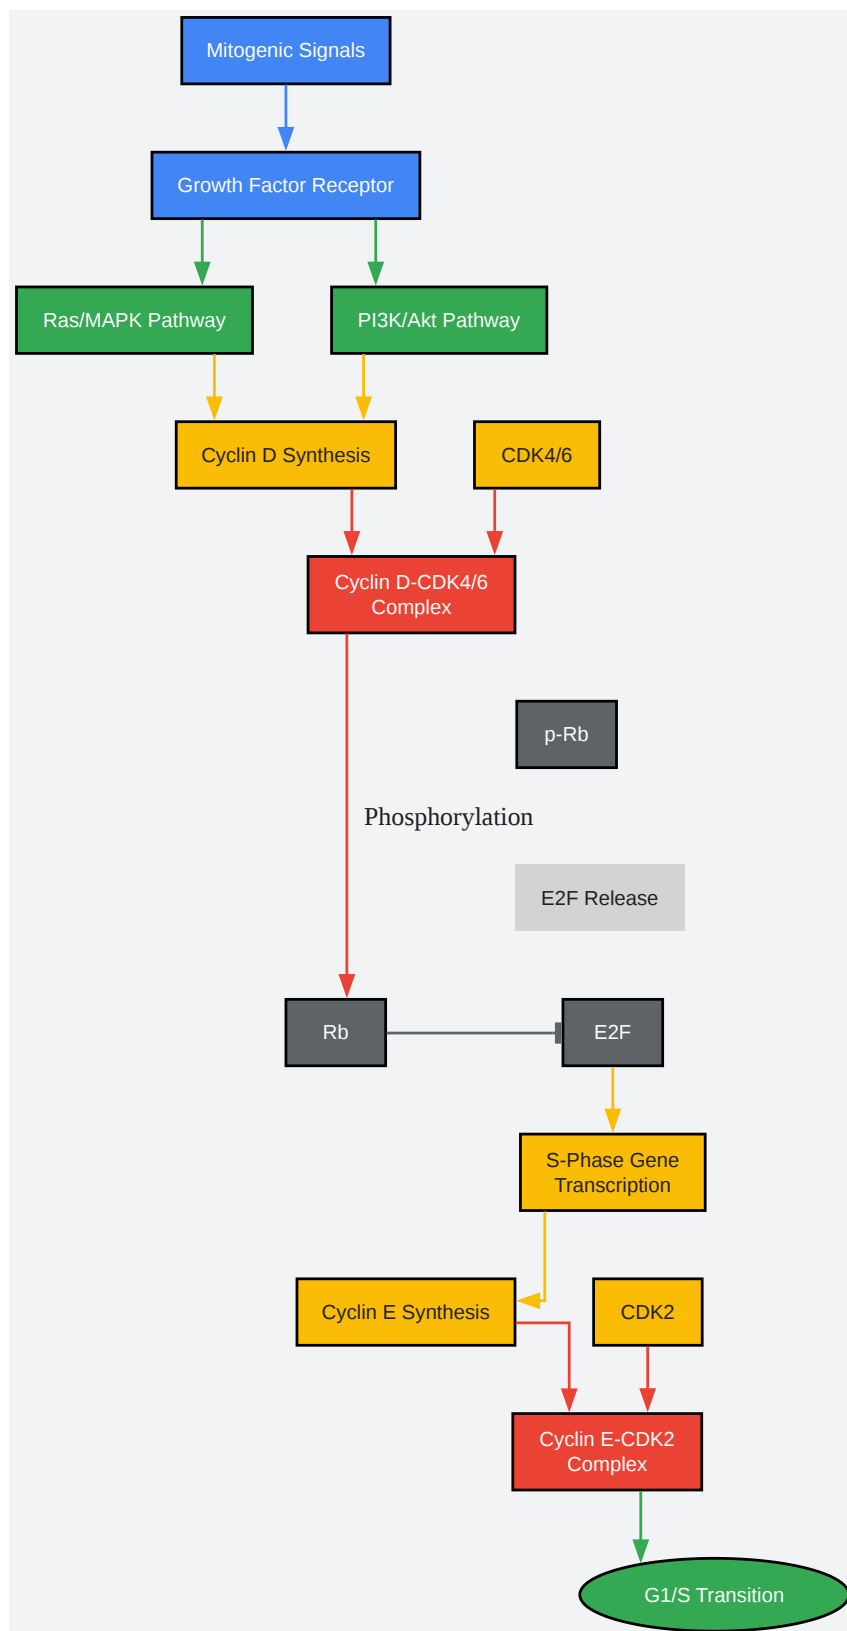 Mitogenic Signals
Growth Factor Receptor
Ras/MAPK Pathway
PI3K/Akt Pathway
Cyclin D Synthesis
CDK4/6
Cyclin D-CDK4/6
Complex
p-Rb
Phosphorylation
E2F Release
Rb
E2F
S-Phase Gene
Transcription
Cyclin E Synthesis
CDK2
Cyclin E-CDK2
Complex
G1/S Transition